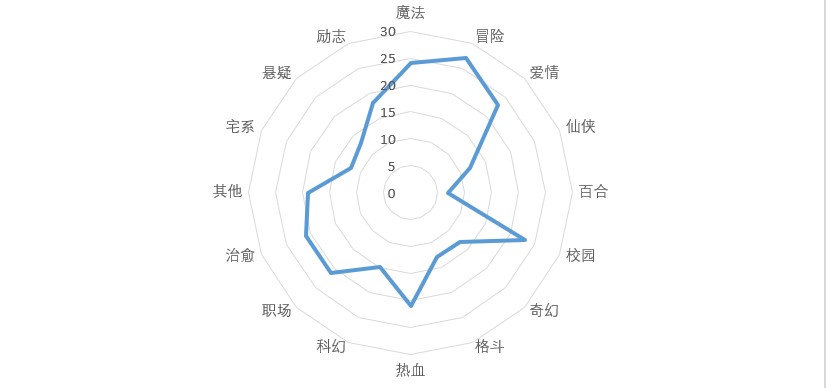 魔法
30
励志
冒险
25
悬疑
爱情
20
15
宅系
仙侠
10
5
其他
0
百合
治愈
校园
职场
奇幻
科幻
格斗
热血